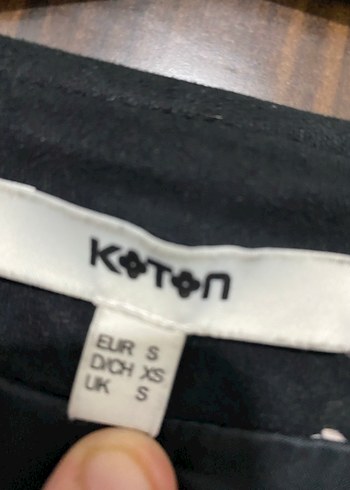 KOTON
EUR S
D/CH XS
UK S